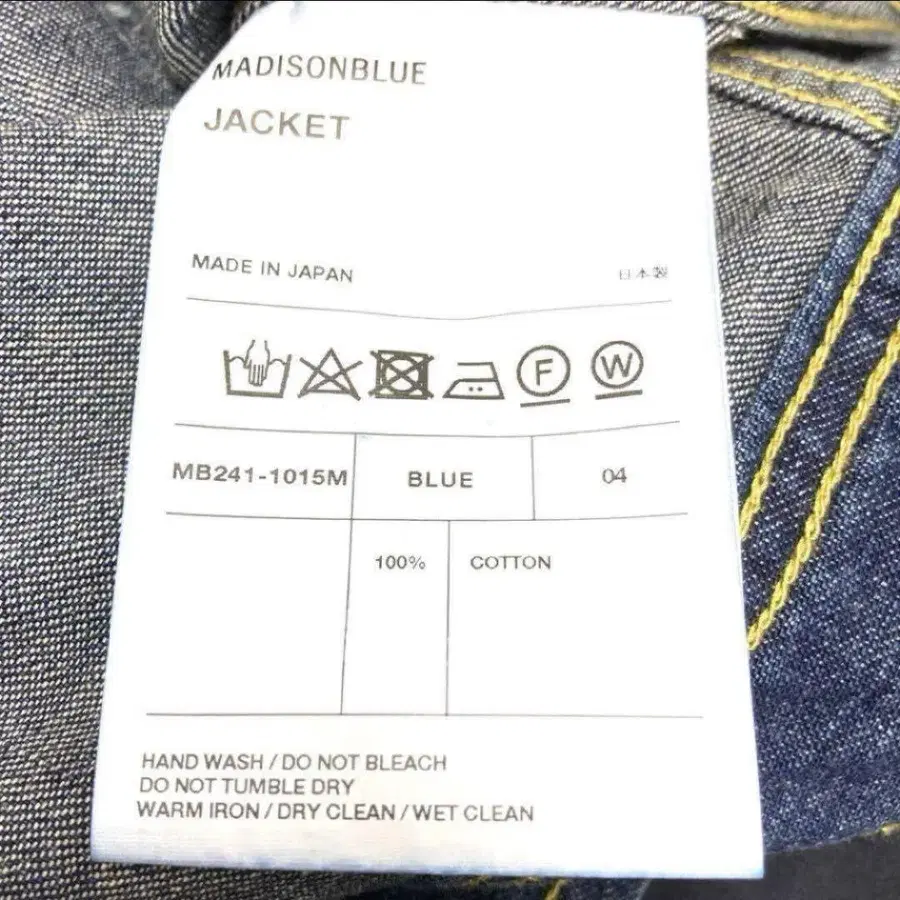 MADISONBLUE
JACKET
MADE IN JAPAN 日本製
F W
MB241-1015M BLUE 04
100% COTTON
HAND WASH / DO NOT BLEACH
DO NOT TUMBLE DRY
WARM IRON / DRY CLEAN / WET CLEAN